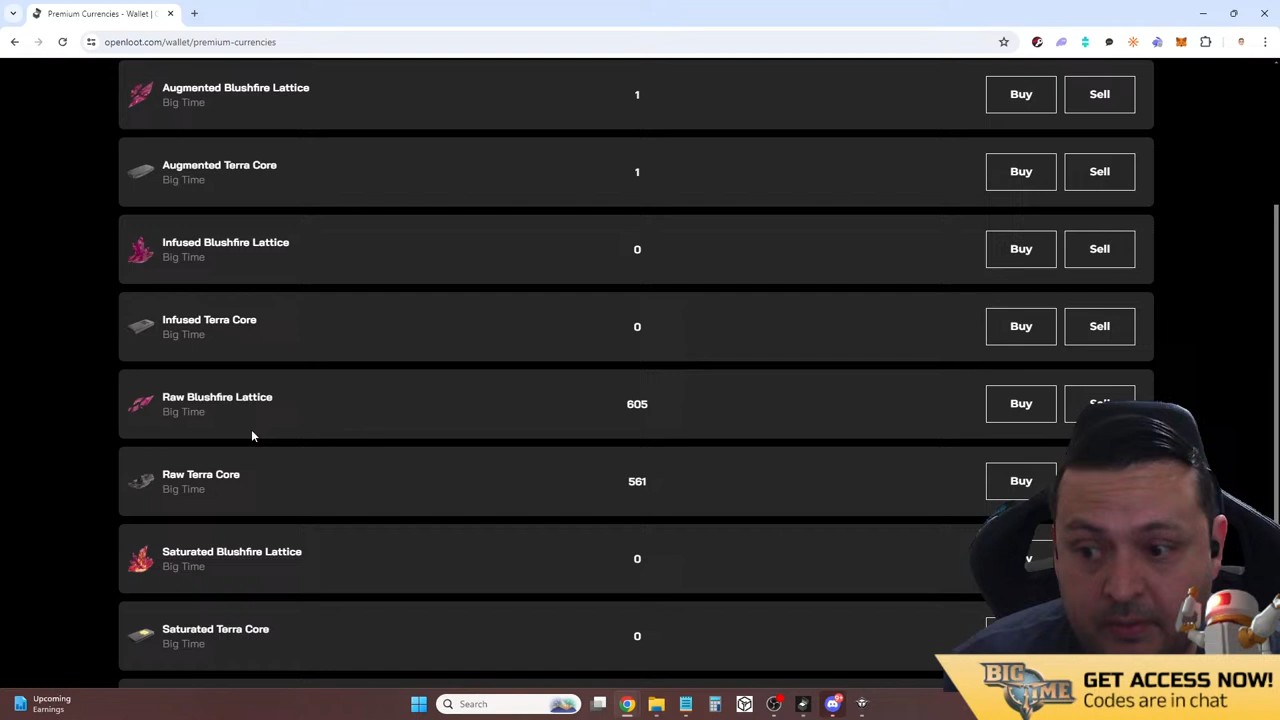 Premium Currencies - Wallet |
openloot.com/wallet/premium-currencies
Augmented Blushfire Lattice
Big Time
1
Buy
Sell
Augmented Terra Core
Big Time
1
Buy
Sell
Infused Blushfire Lattice
Big Time
0
Buy
Sell
Infused Terra Core
Big Time
0
Buy
Sell
Raw Blushfire Lattice
Big Time
605
Buy
Raw Terra Core
Big Time
561
Buy
Saturated Blushfire Lattice
Big Time
0
Saturated Terra Core
Big Time
0
BIG TIME
GET ACCESS NOW!
Codes are in chat
Upcoming
Earnings
Search